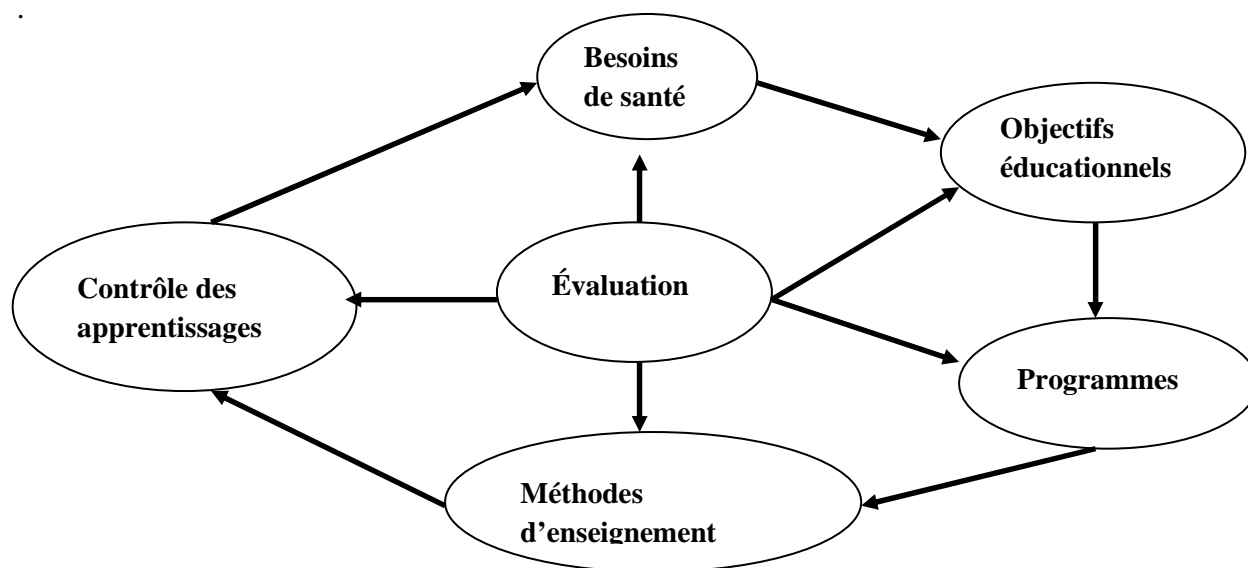 .
Besoins
de santé
Objectifs
éducationnels
Évaluation
Contrôle des
apprentissages
Programmes
Méthodes
d’enseignement